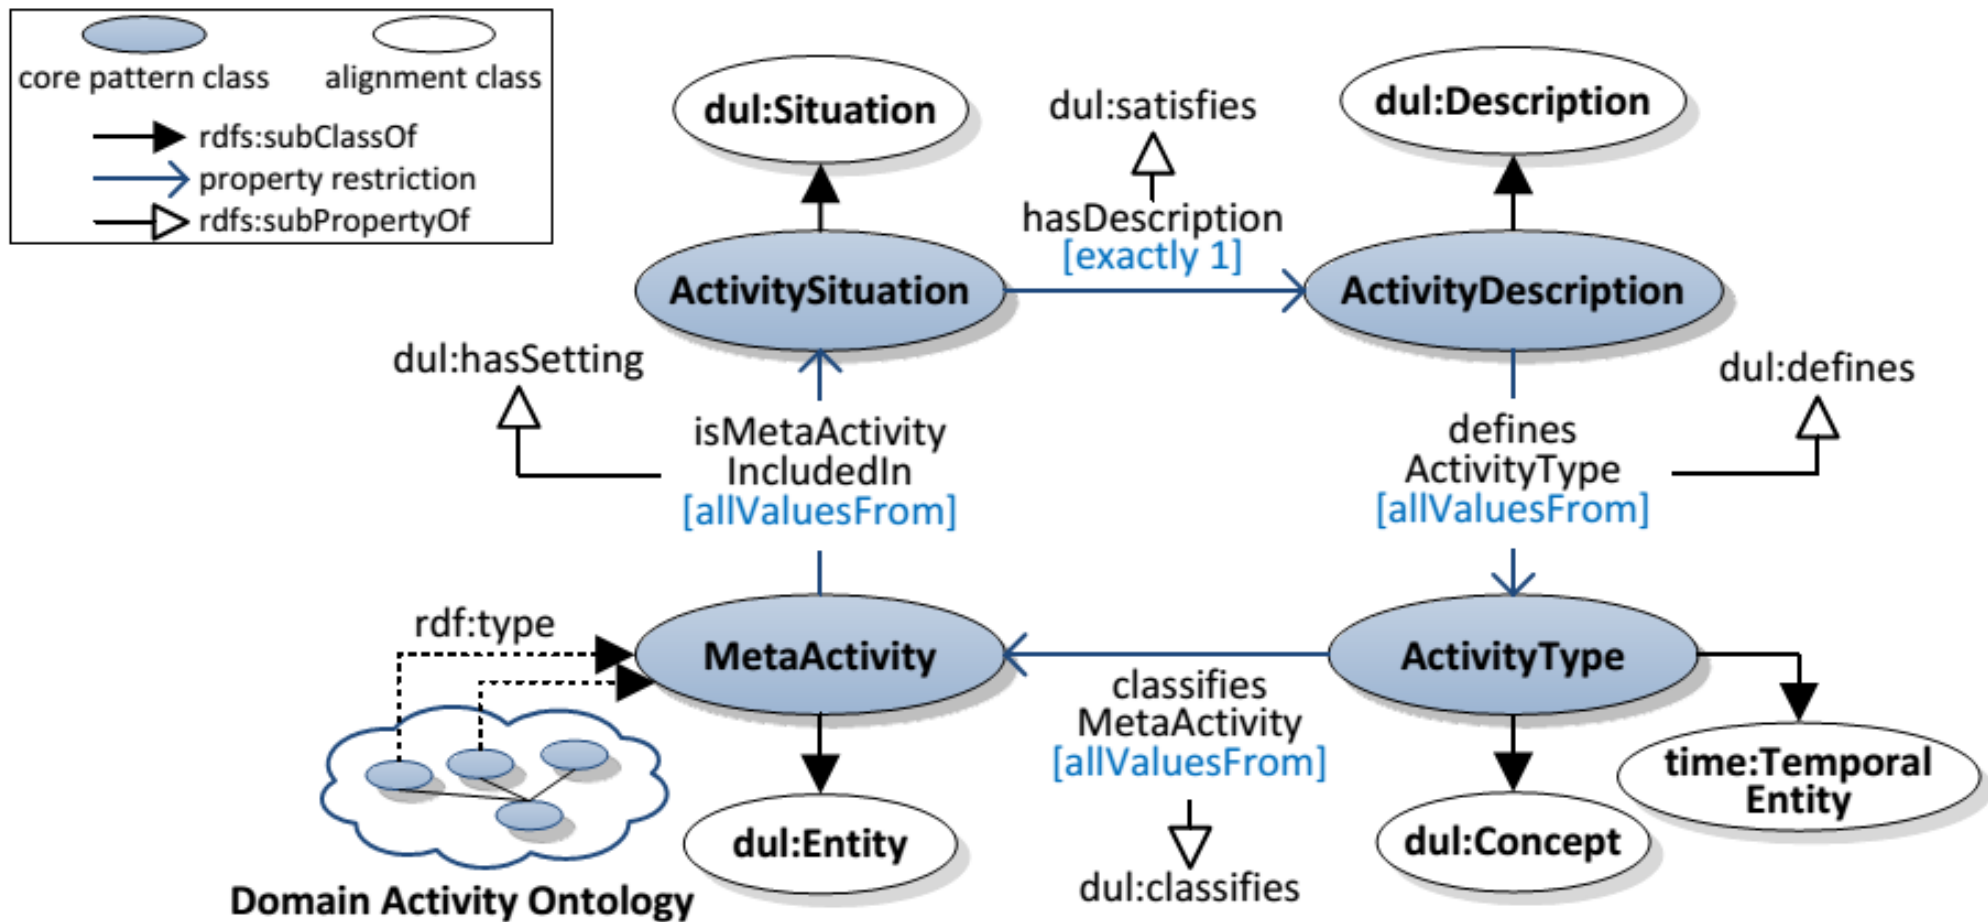 core pattern class
alignment class
rdfs:subClassOf
property restriction
rdfs:subPropertyOf
dul:Situation
dul:satisfies
dul:Description
hasDescription
[exactly 1]
ActivitySituation
ActivityDescription
dul:hasSetting
isMetaActivity
IncludedIn
[allValuesFrom]
defines
ActivityType
[allValuesFrom]
dul:defines
rdf:type
MetaActivity
ActivityType
classifies
MetaActivity
[allValuesFrom]
time:Temporal
Entity
dul:Entity
dul:Concept
dul:classifies
Domain Activity Ontology